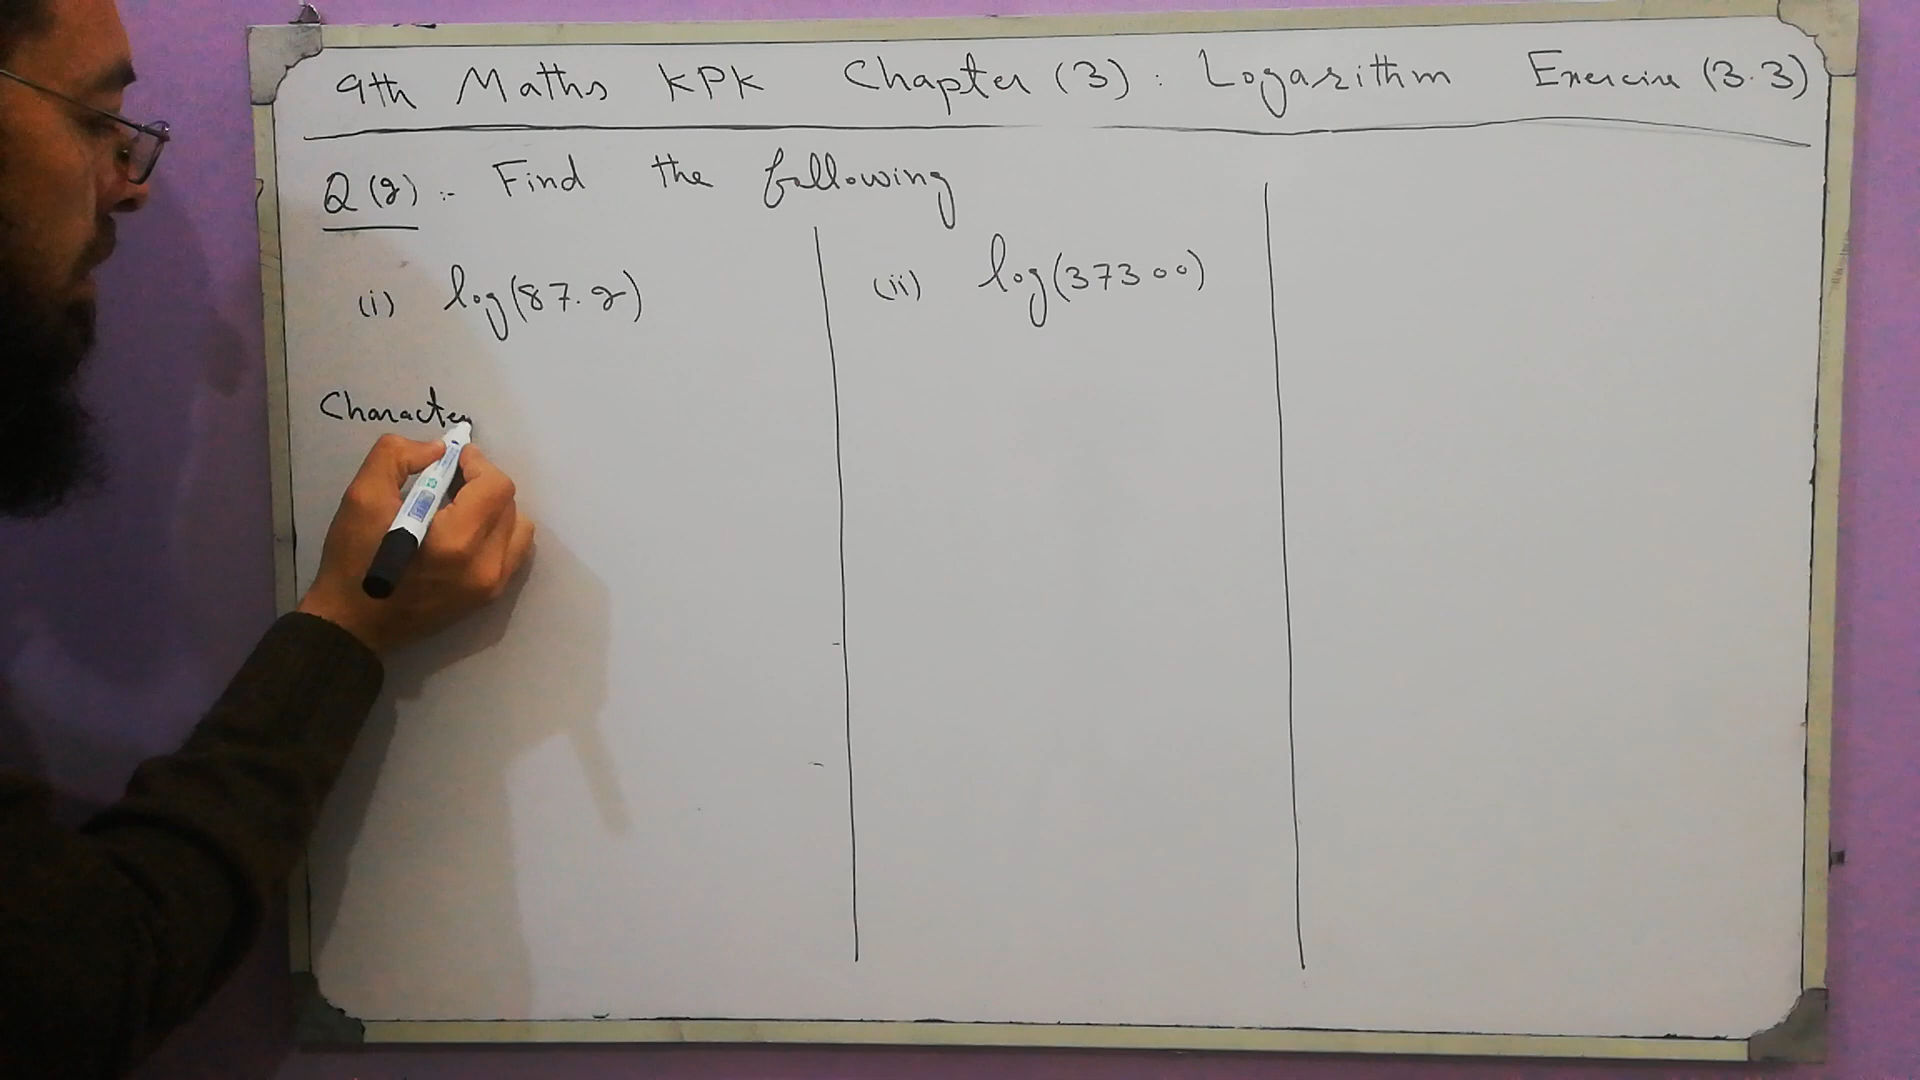 9th Maths KPK Chapter (3) : Logarithm Exercise (3.3)
Q(2) :- Find the following
(i) log(87.2)
(ii) log(37300)
Character